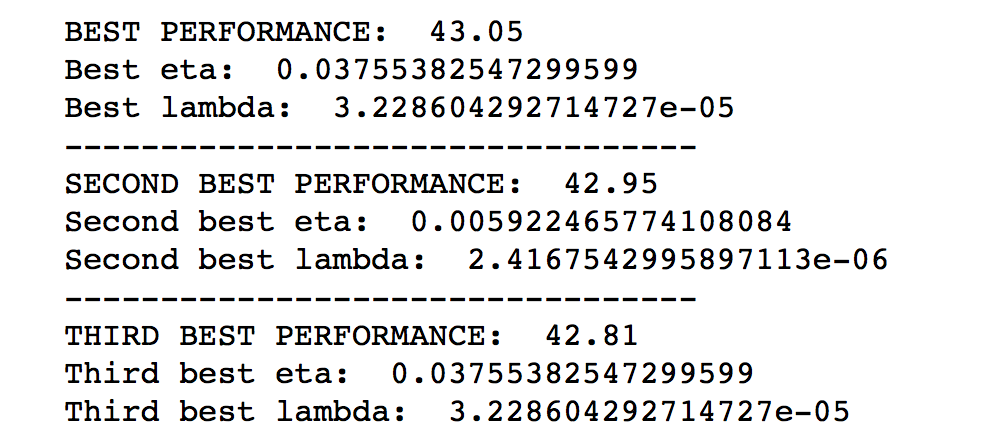 BEST PERFORMANCE:  43.05
Best eta:  0.03755382547299599
Best lambda:  3.228604292714727e-05
---------------------------------
SECOND BEST PERFORMANCE:  42.95
Second best eta:  0.005922465774108084
Second best lambda:  2.4167542995897113e-06
---------------------------------
THIRD BEST PERFORMANCE:  42.81
Third best eta:  0.03755382547299599
Third best lambda:  3.228604292714727e-05